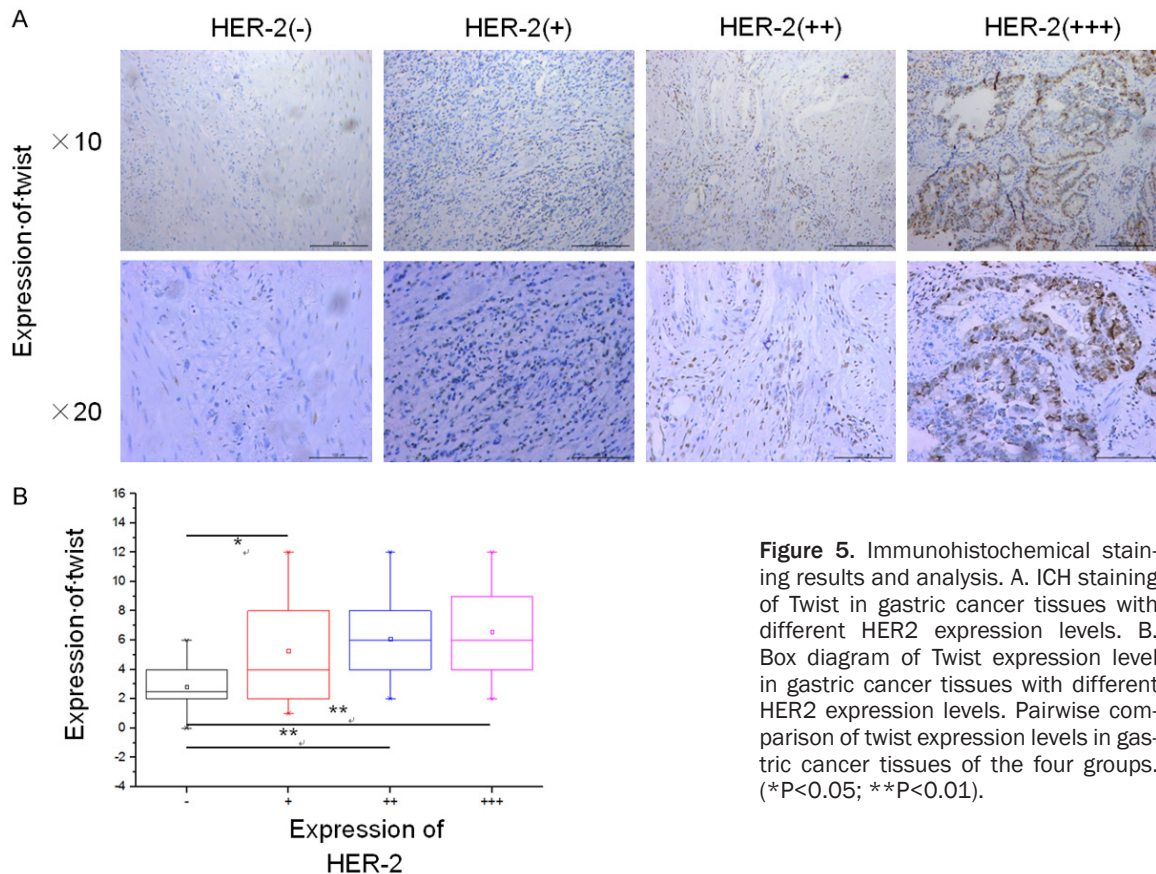 A
HER-2(-) HER-2(+) HER-2(++) HER-2(+++)
Expression·of·twist
×10
×20
B
Expression·of·twist
16
14
12
10
8
6
4
2
0
-2
-4
*
**
**
- + ++ +++
Expression of
HER-2
Figure 5. Immunohistochemical stain-
ing results and analysis. A. ICH staining
of Twist in gastric cancer tissues with
different HER2 expression levels. B.
Box diagram of Twist expression level
in gastric cancer tissues with different
HER2 expression levels. Pairwise com-
parison of twist expression levels in gas-
tric cancer tissues of the four groups.
(*P<0.05; **P<0.01).